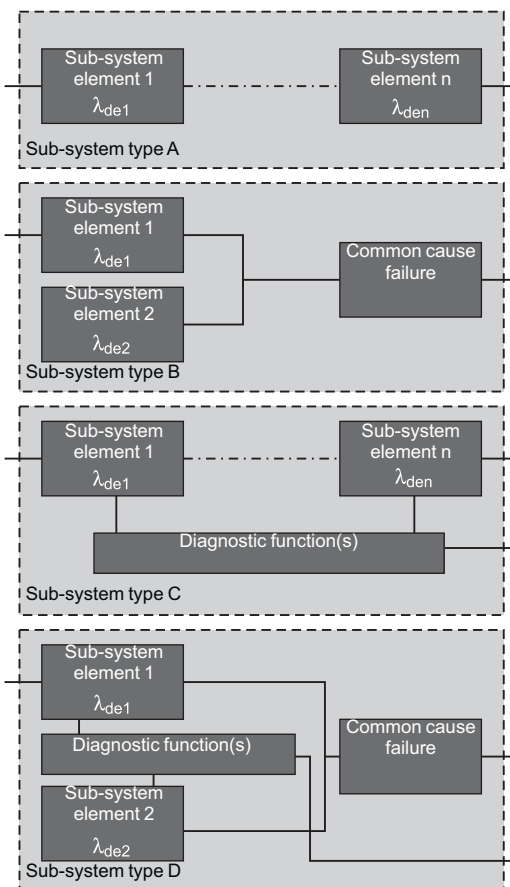 Sub-system
element 1
λde1
Sub-system
element n
λden
Sub-system type A
Sub-system
element 1
λde1
Sub-system
element 2
λde2
Common cause
failure
Sub-system type B
Sub-system
element 1
λde1
Sub-system
element n
λden
Diagnostic function(s)
Sub-system type C
Sub-system
element 1
λde1
Diagnostic function(s)
Sub-system
element 2
λde2
Common cause
failure
Sub-system type D